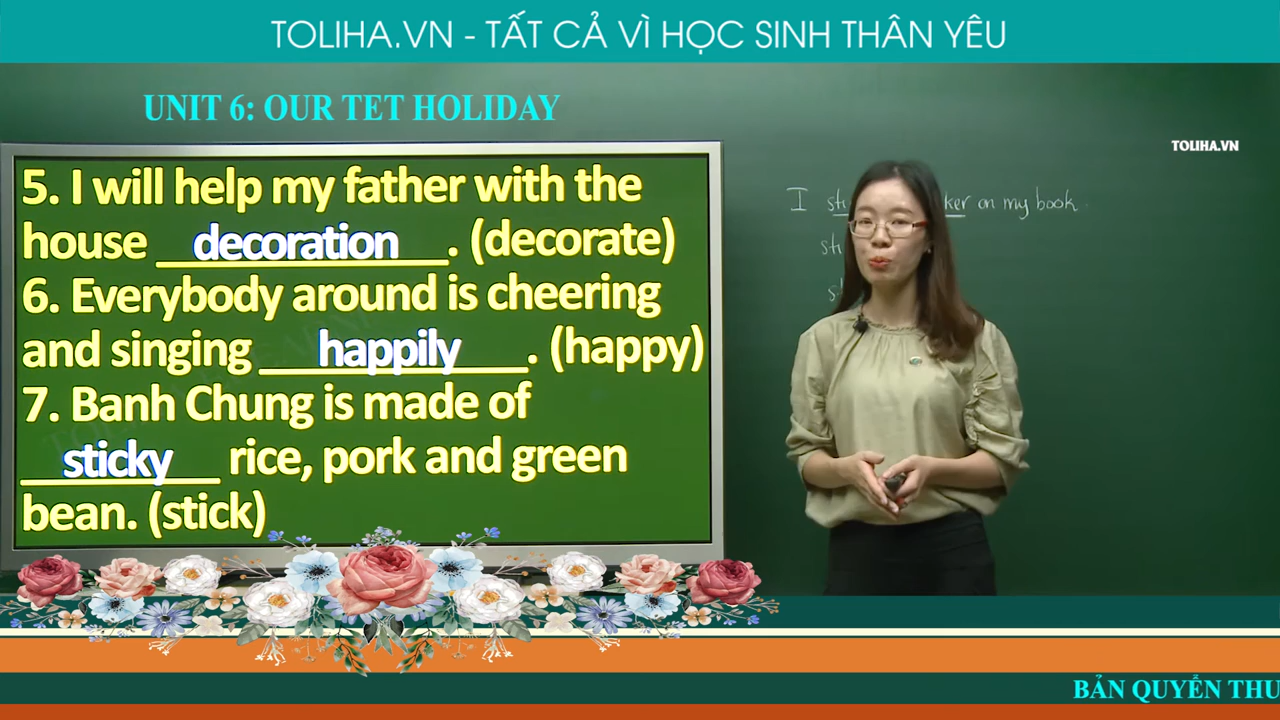 TOLIHA.VN - TẤT CẢ VÌ HỌC SINH THÂN YÊU
UNIT 6: OUR TET HOLIDAY
TOLIHA.VN
5. I will help my father with the
house decoration. (decorate)
6. Everybody around is cheering
and singing happily. (happy)
7. Banh Chung is made of
sticky rice, pork and green
bean. (stick)
I on my book
BẢN QUYỀN